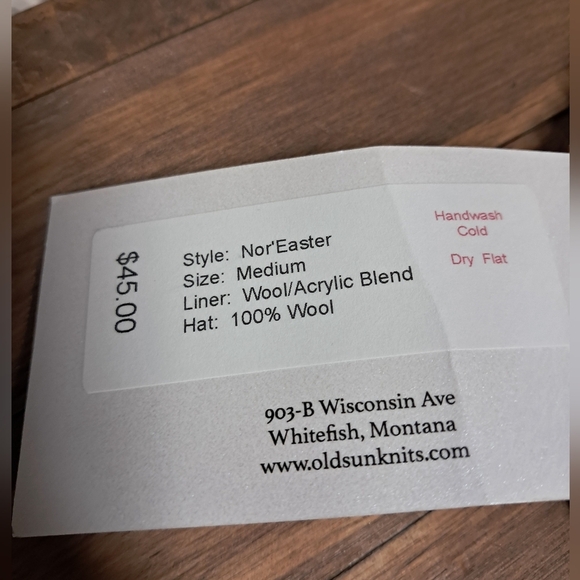 $45.00
Style: Nor'Easter
Size: Medium
Liner: Wool/Acrylic Blend
Hat: 100% Wool
Handwash
Cold
Dry Flat
903-B Wisconsin Ave
Whitefish, Montana
www.oldsunknits.com